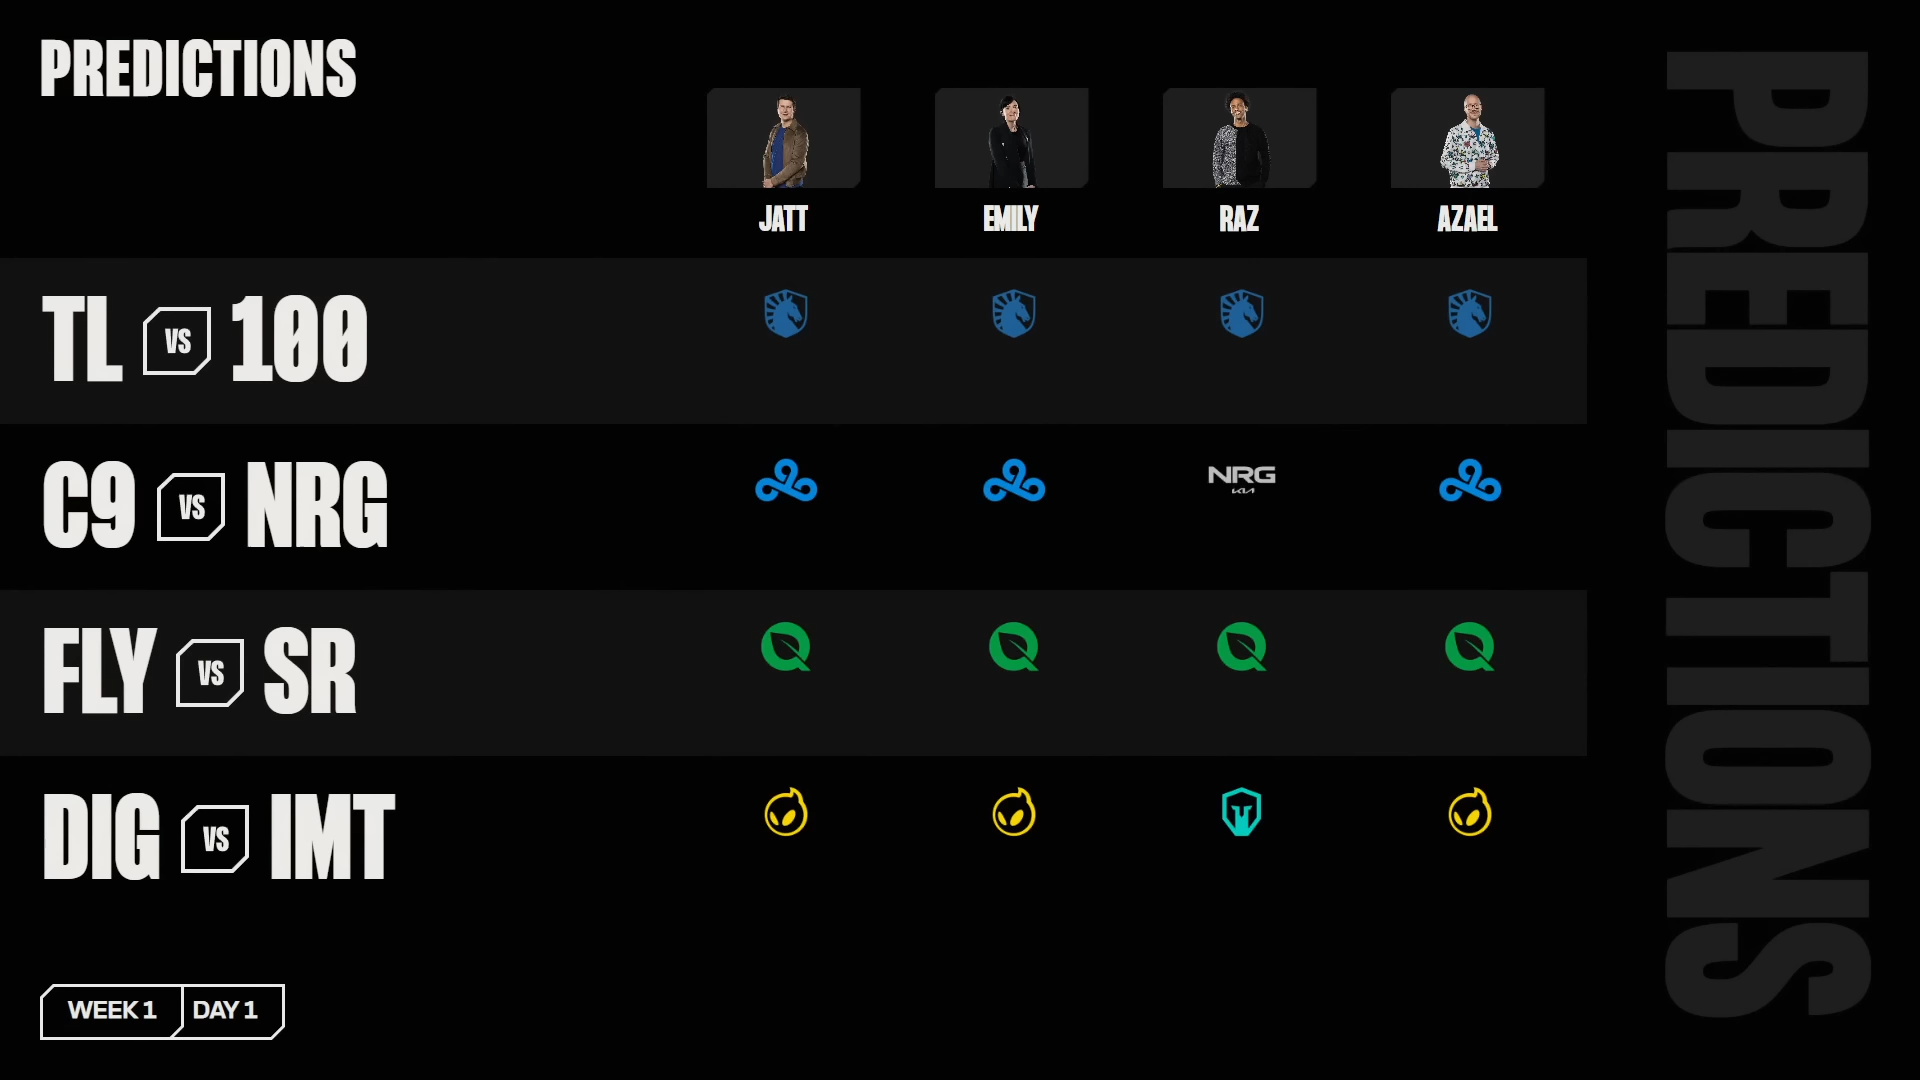 PREDICTIONS
JATT EMILY RAZ AZAEL
TL VS 100
C9 VS NRG
NRG
KIA
FLY VS SR
DIG VS IMT
WEEK 1 DAY 1
PREDICTIONS